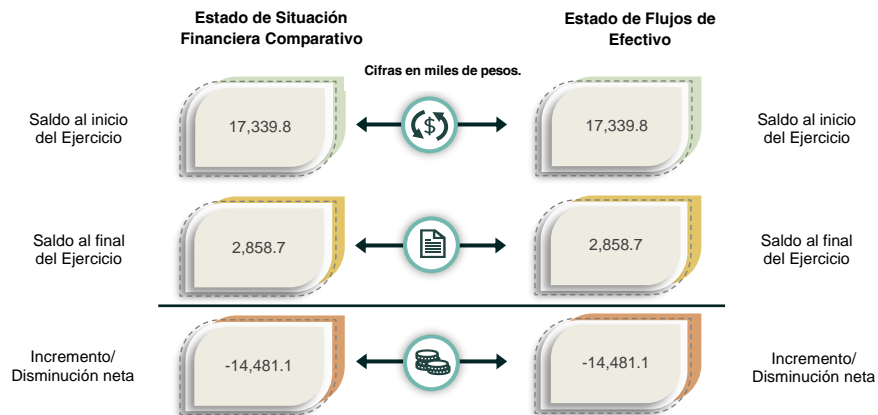 Estado de Situación
Financiera Comparativo
Estado de Flujos de
Efectivo
Cifras en miles de pesos.
Saldo al inicio
del Ejercicio
17,339.8
$
17,339.8
Saldo al inicio
del Ejercicio
Saldo al final
del Ejercicio
2,858.7
2,858.7
Saldo al final
del Ejercicio
Incremento/
Disminución neta
-14,481.1
-14,481.1
Incremento/
Disminución neta